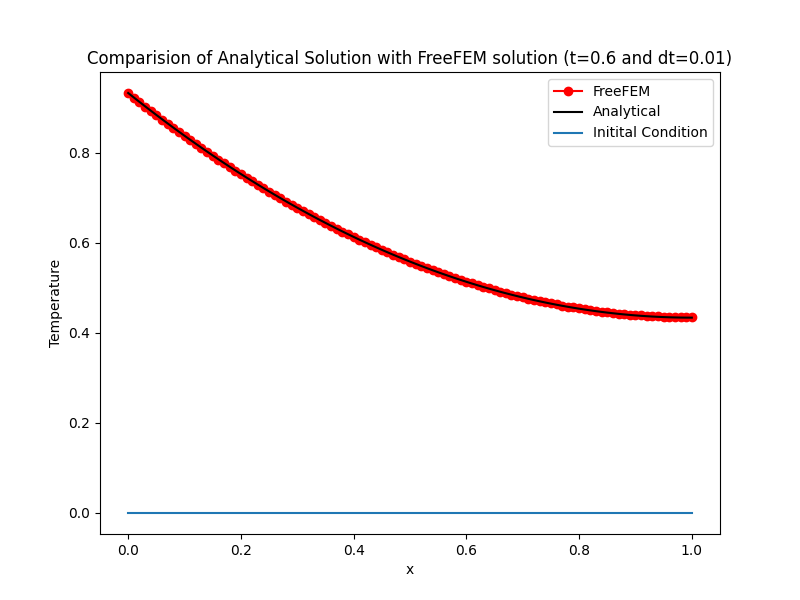 Comparision of Analytical Solution with FreeFEM solution (t=0.6 and dt=0.01)
FreeFEM
Analytical
Initital Condition
0.8
0.6
0.4
0.2
0.0
Temperature
0.0 0.2 0.4 0.6 0.8 1.0
x